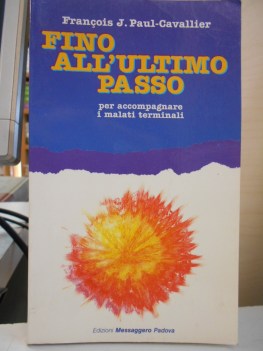 François J. Paul-Cavallier
FINO
ALL'ULTIMO
PASSO
per accompagnare
i malati terminali
Edizioni Messaggero Padova